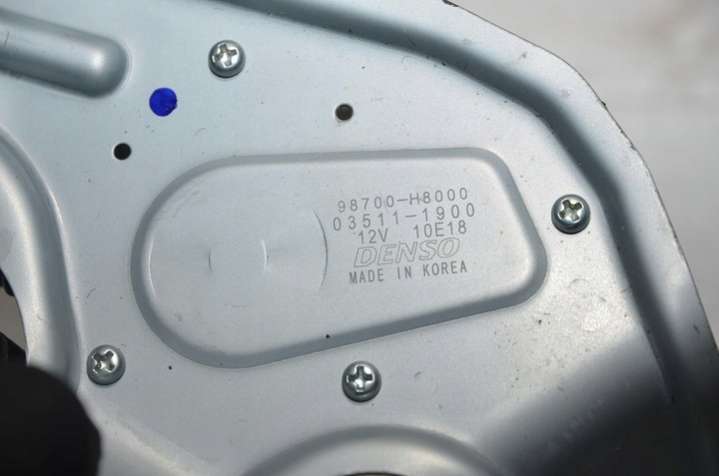 98700-H8000
03511-1900
12V 10E18
DENSO
MADE IN KOREA